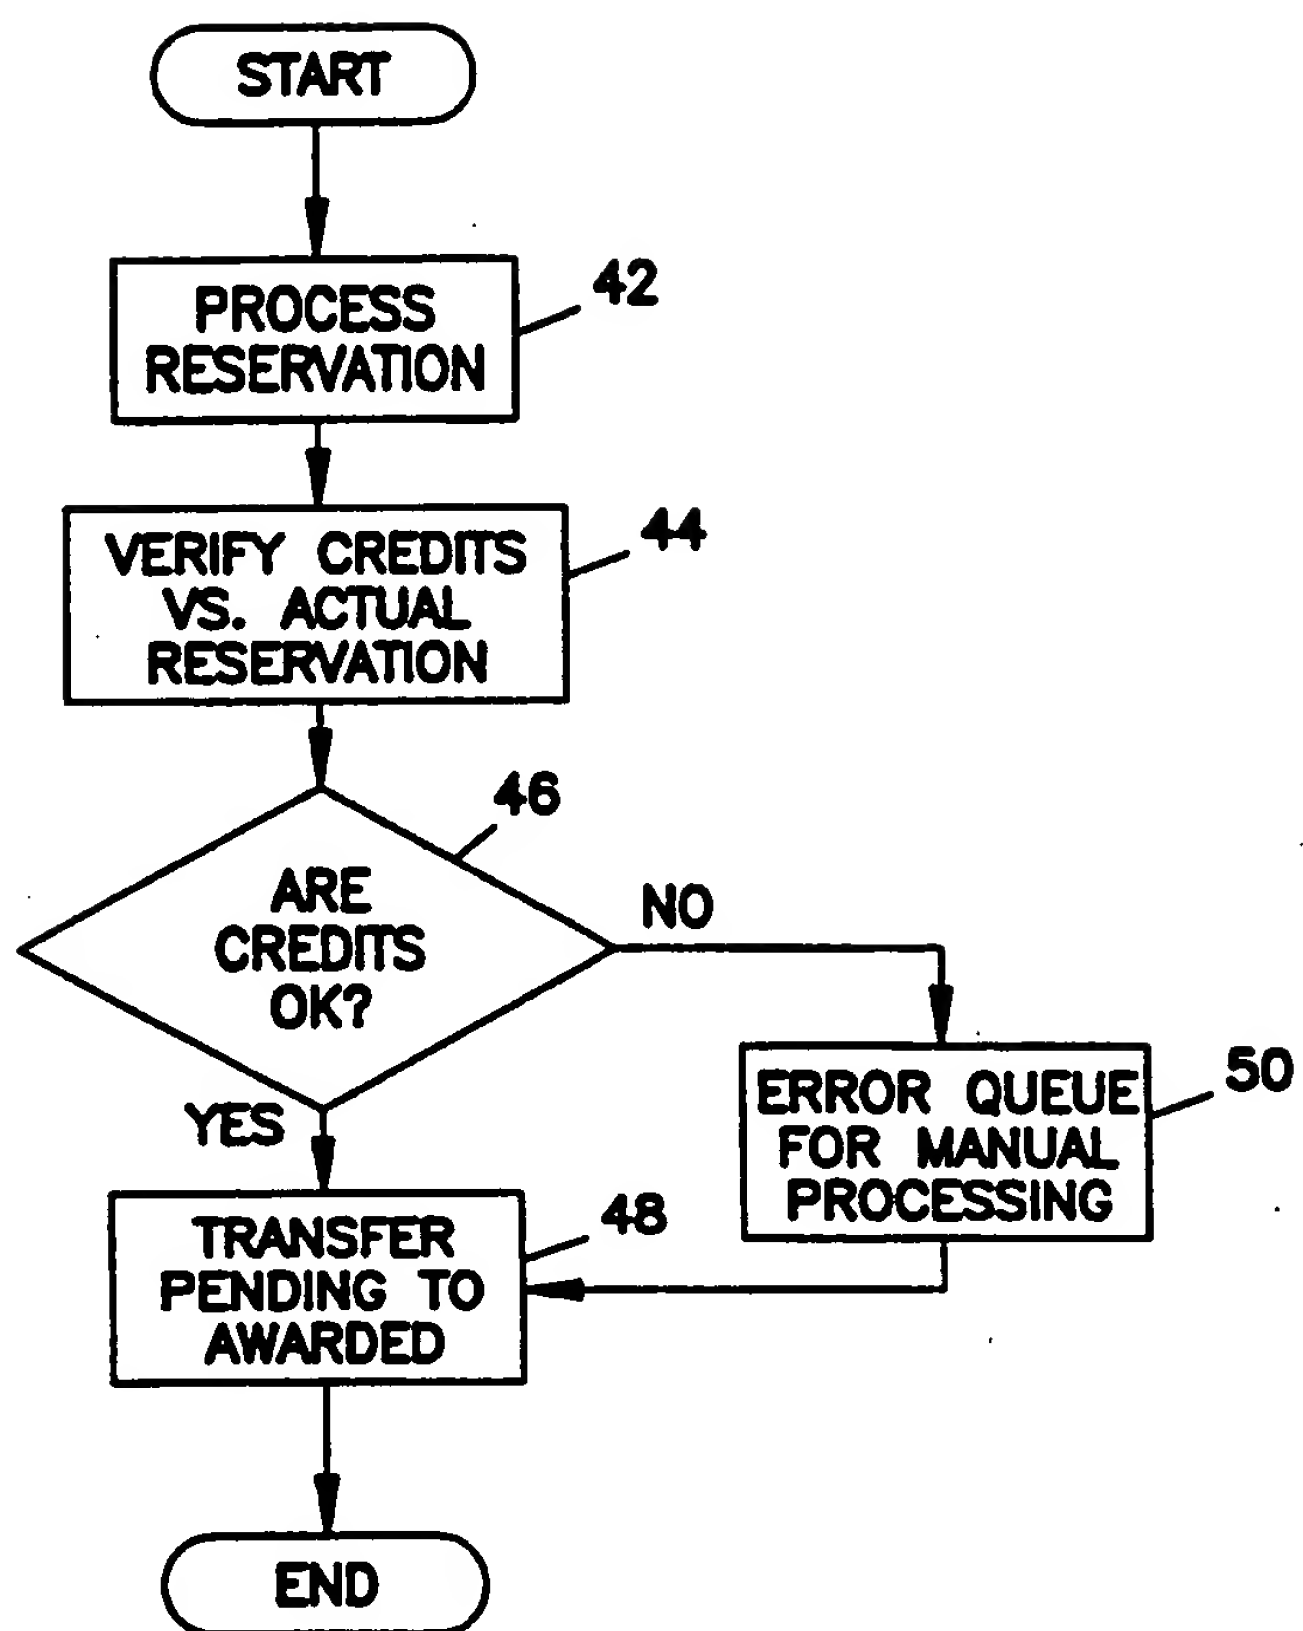 START
PROCESS
RESERVATION
42
VERIFY CREDITS
VS. ACTUAL
RESERVATION
44
ARE
CREDITS
OK?
46
NO
YES
ERROR QUEUE
FOR MANUAL
PROCESSING
50
TRANSFER
PENDING TO
AWARDED
48
END